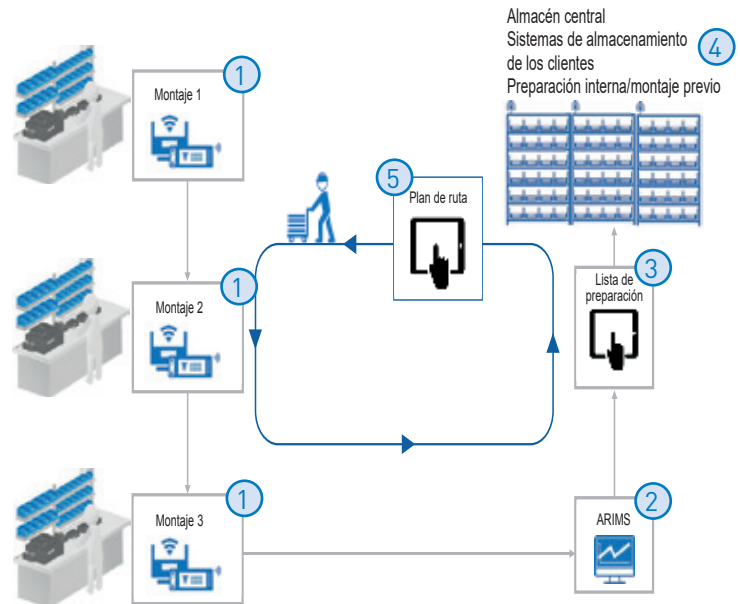 Almacén central
Sistemas de almacenamiento
de los clientes
Preparación interna/montaje previo
4
1
Montaje 1
5
Plan de ruta
1
Montaje 2
3
Lista de
preparación
1
Montaje 3
2
ARIMS